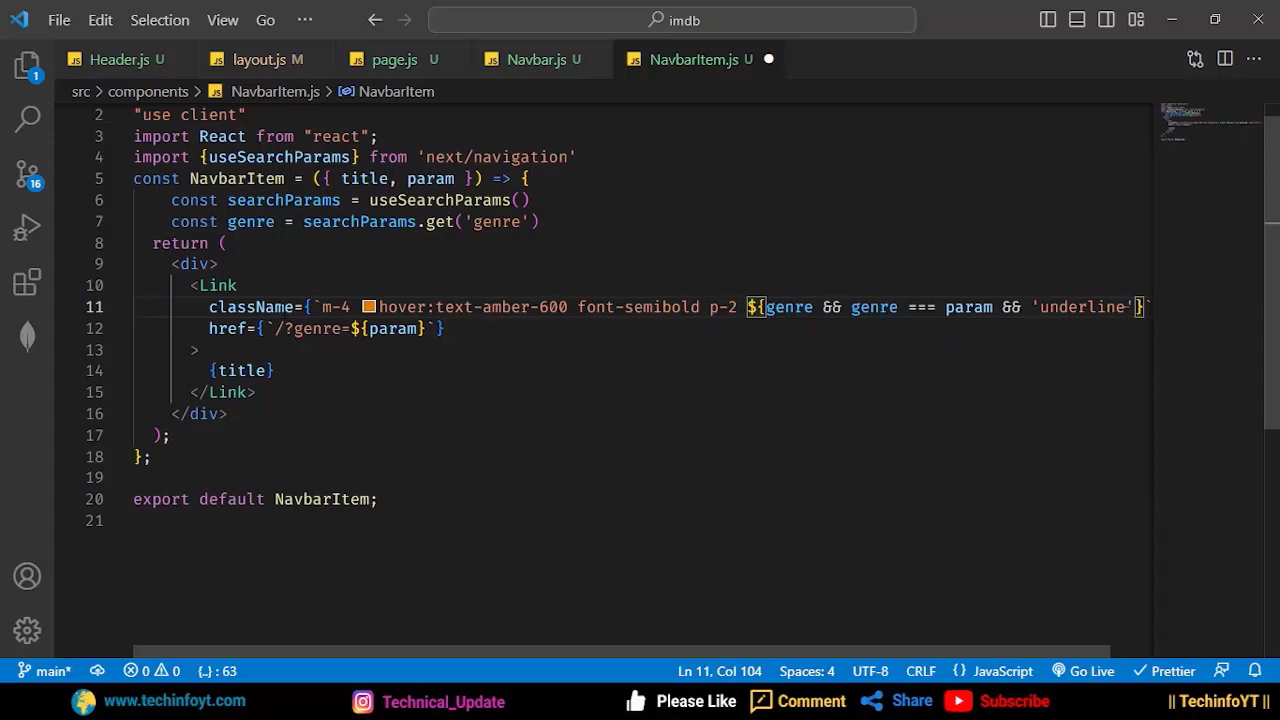 File Edit Selection View Go ··· imdb
Header.js U layout.js M page.js U Navbar.js U NavbarItem.js U
src > components > NavbarItem.js > NavbarItem
2 "use client"
3 import React from "react";
4 import {useSearchParams} from 'next/navigation'
5 const NavbarItem = ({ title, param }) => {
6 const searchParams = useSearchParams()
7 const genre = searchParams.get('genre')
8 return (
9 <div>
10 <Link
11 className={`m-4 hover:text-amber-600 font-semibold p-2 ${genre && genre === param && 'underline-'}`
12 href={`/?genre=${param}`}
13 >
14 {title}
15 </Link>
16 </div>
17 );
18 };
19
20 export default NavbarItem;
21
1
16
main* 0 0 {..} : 63 Ln 11, Col 104 Spaces: 4 UTF-8 CRLF {} JavaScript Go Live Prettier
www.techinfoyt.com Technical_Update Please Like Comment Share Subscribe || TechinfoYT ||